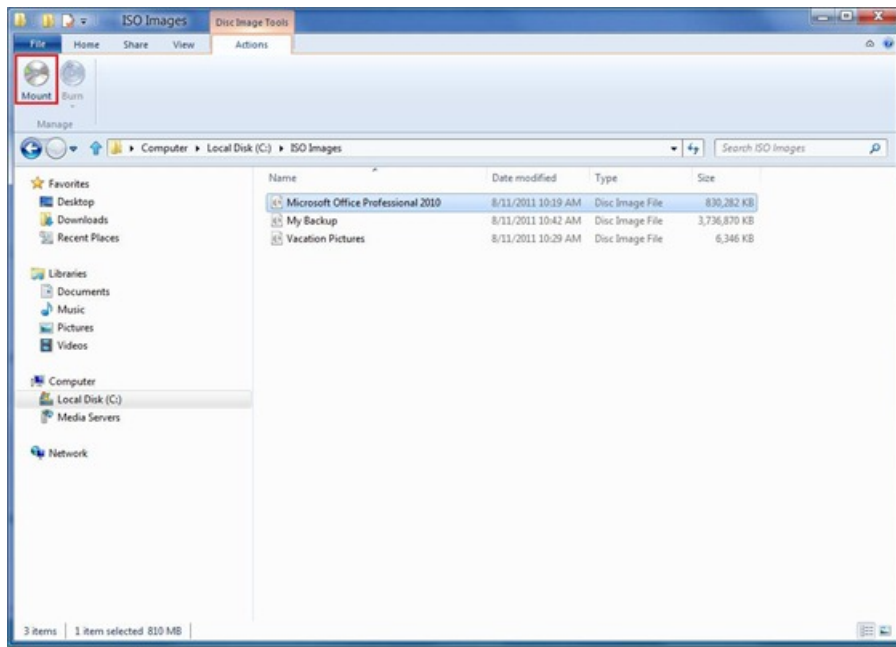 ISO Images
Disc Image Tools
File Home Share View Actions
Mount Burn
Manage
Computer Local Disk (C:) ISO Images Search ISO Images
Name Date modified Type Size
Favorites
Desktop
Downloads
Recent Places
Libraries
Documents
Music
Pictures
Videos
Computer
Local Disk (C:)
Media Servers
Network
Microsoft Office Professional 2010 8/11/2011 10:19 AM Disc Image File 830,282 KB
My Backup 8/11/2011 10:42 AM Disc Image File 3,736,870 KB
Vacation Pictures 8/11/2011 10:29 AM Disc Image File 6,346 KB
3 items 1 item selected 810 MB